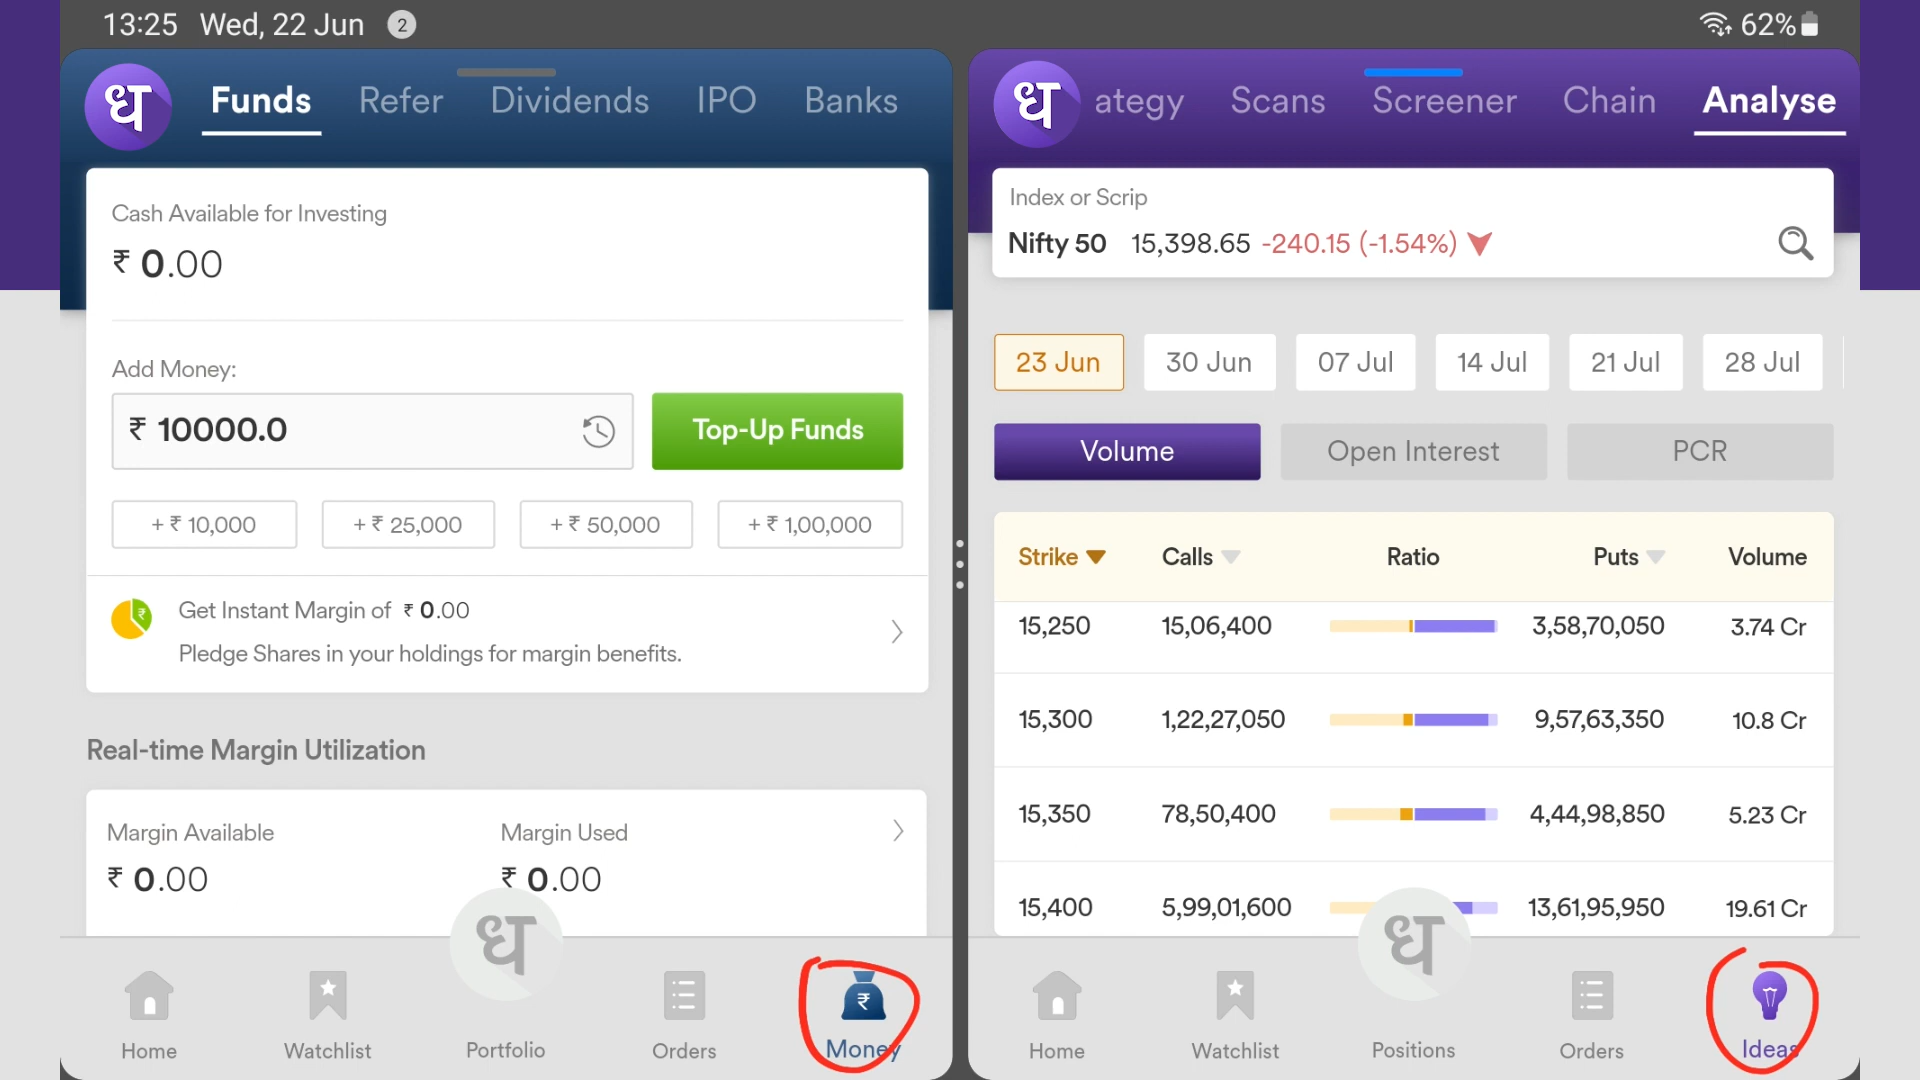 13:25 Wed, 22 Jun 2
62%
ध Funds Refer Dividends IPO Banks
Cash Available for Investing
₹ 0.00
Add Money:
₹ 10000.0
Top-Up Funds
+ ₹ 10,000 + ₹ 25,000 + ₹ 50,000 + ₹ 1,00,000
Get Instant Margin of ₹ 0.00
Pledge Shares in your holdings for margin benefits.
Real-time Margin Utilization
Margin Available Margin Used
₹ 0.00 ₹ 0.00
ध
Home Watchlist Portfolio Orders Money
ध ategy Scans Screener Chain Analyse
Index or Scrip
Nifty 50 15,398.65 -240.15 (-1.54%)
23 Jun 30 Jun 07 Jul 14 Jul 21 Jul 28 Jul
Volume Open Interest PCR
Strike Calls Ratio Puts Volume
15,250 15,06,400 3,58,70,050 3.74 Cr
15,300 1,22,27,050 9,57,63,350 10.8 Cr
15,350 78,50,400 4,44,98,850 5.23 Cr
15,400 5,99,01,600 13,61,95,950 19.61 Cr
ध
Home Watchlist Positions Orders Ideas